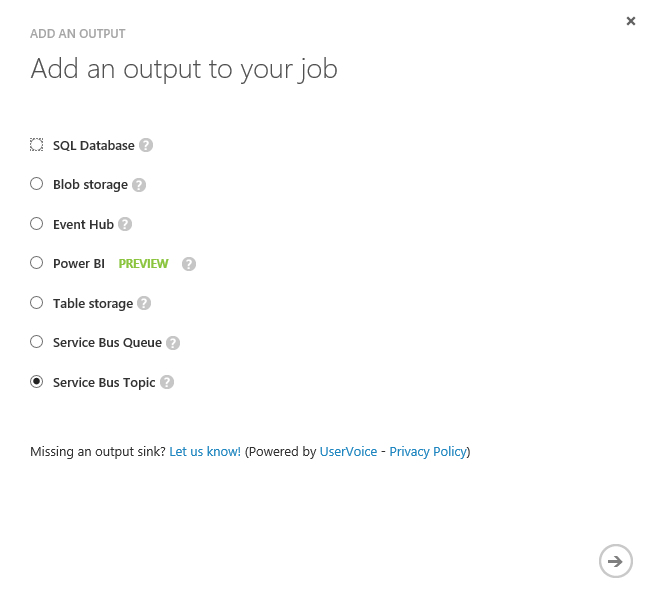 ADD AN OUTPUT
Add an output to your job
SQL Database ?
Blob storage ?
Event Hub ?
Power BI PREVIEW ?
Table storage ?
Service Bus Queue ?
Service Bus Topic ?
Missing an output sink? Let us know! (Powered by UserVoice - Privacy Policy)